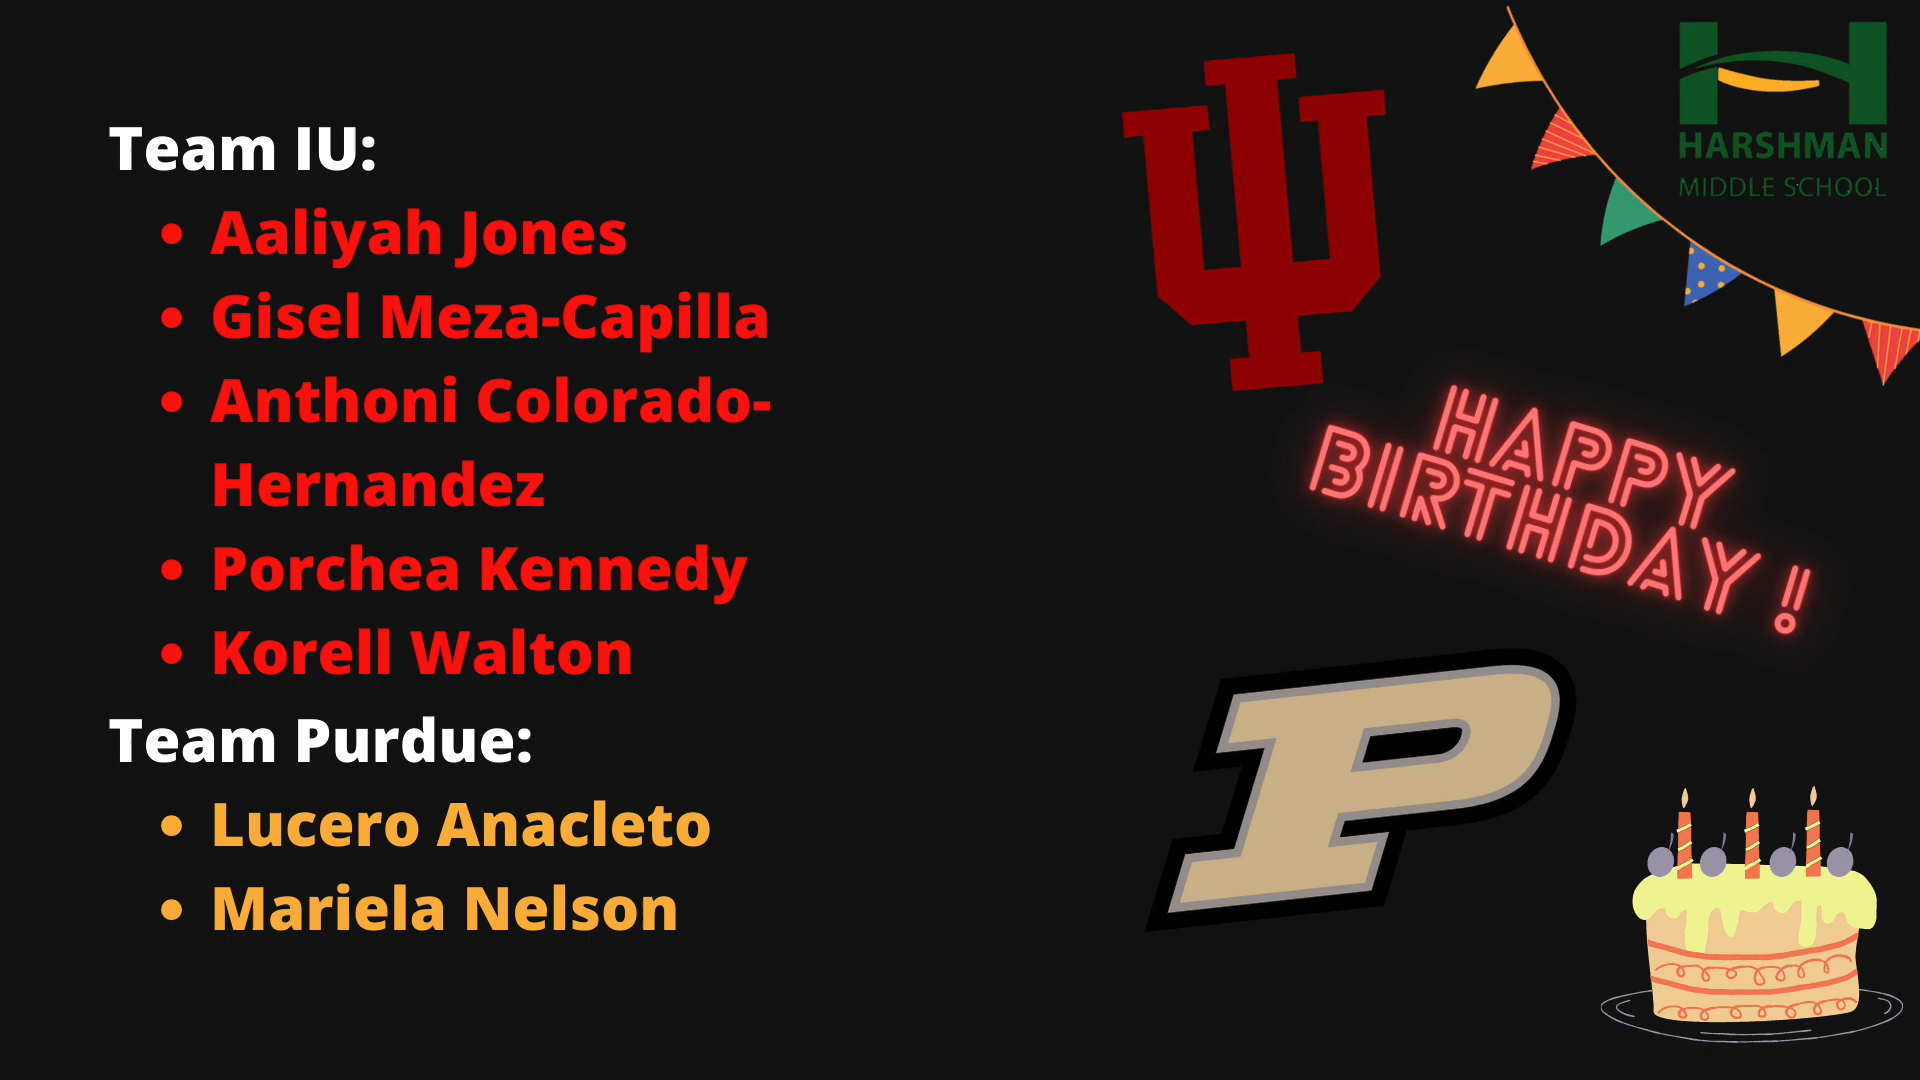 Team IU:
• Aaliyah Jones
• Gisel Meza-Capilla
• Anthoni Colorado-
Hernandez
• Porchea Kennedy
• Korell Walton
Team Purdue:
• Lucero Anacleto
• Mariela Nelson
IU
HARSHMAN
MIDDLE SCHOOL
HAPPY
BIRTHDAY !
P